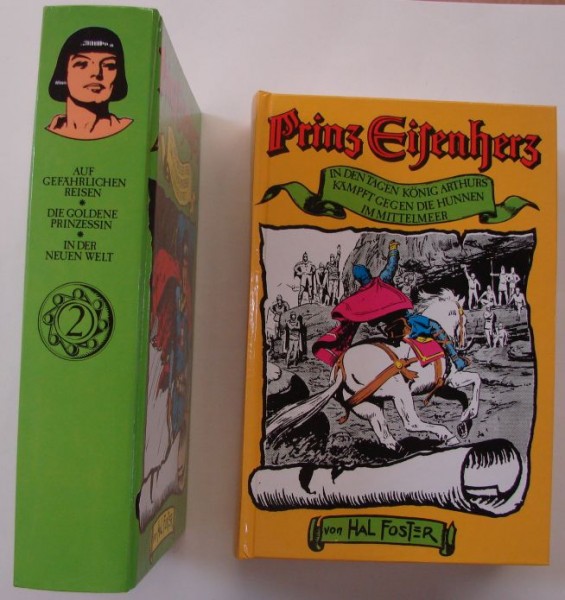 AUF
GEFÄHRLICHEN
REISEN
DIE GOLDENE
PRINZESSIN
IN DER
NEUEN WELT
2
Prinz Eisenherz
IN DEN TAGEN KÖNIG ARTHURS
KÄMPFT GEGEN DIE HUNNEN
IM MITTELMEER
von HAL FOSTER